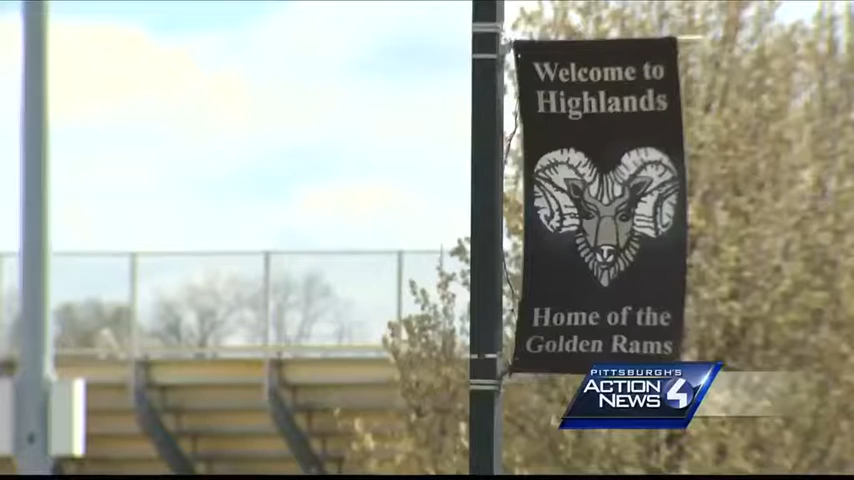 Welcome to
Highlands
Home of the
Golden Rams
PITTSBURGH'S
ACTION
NEWS 4